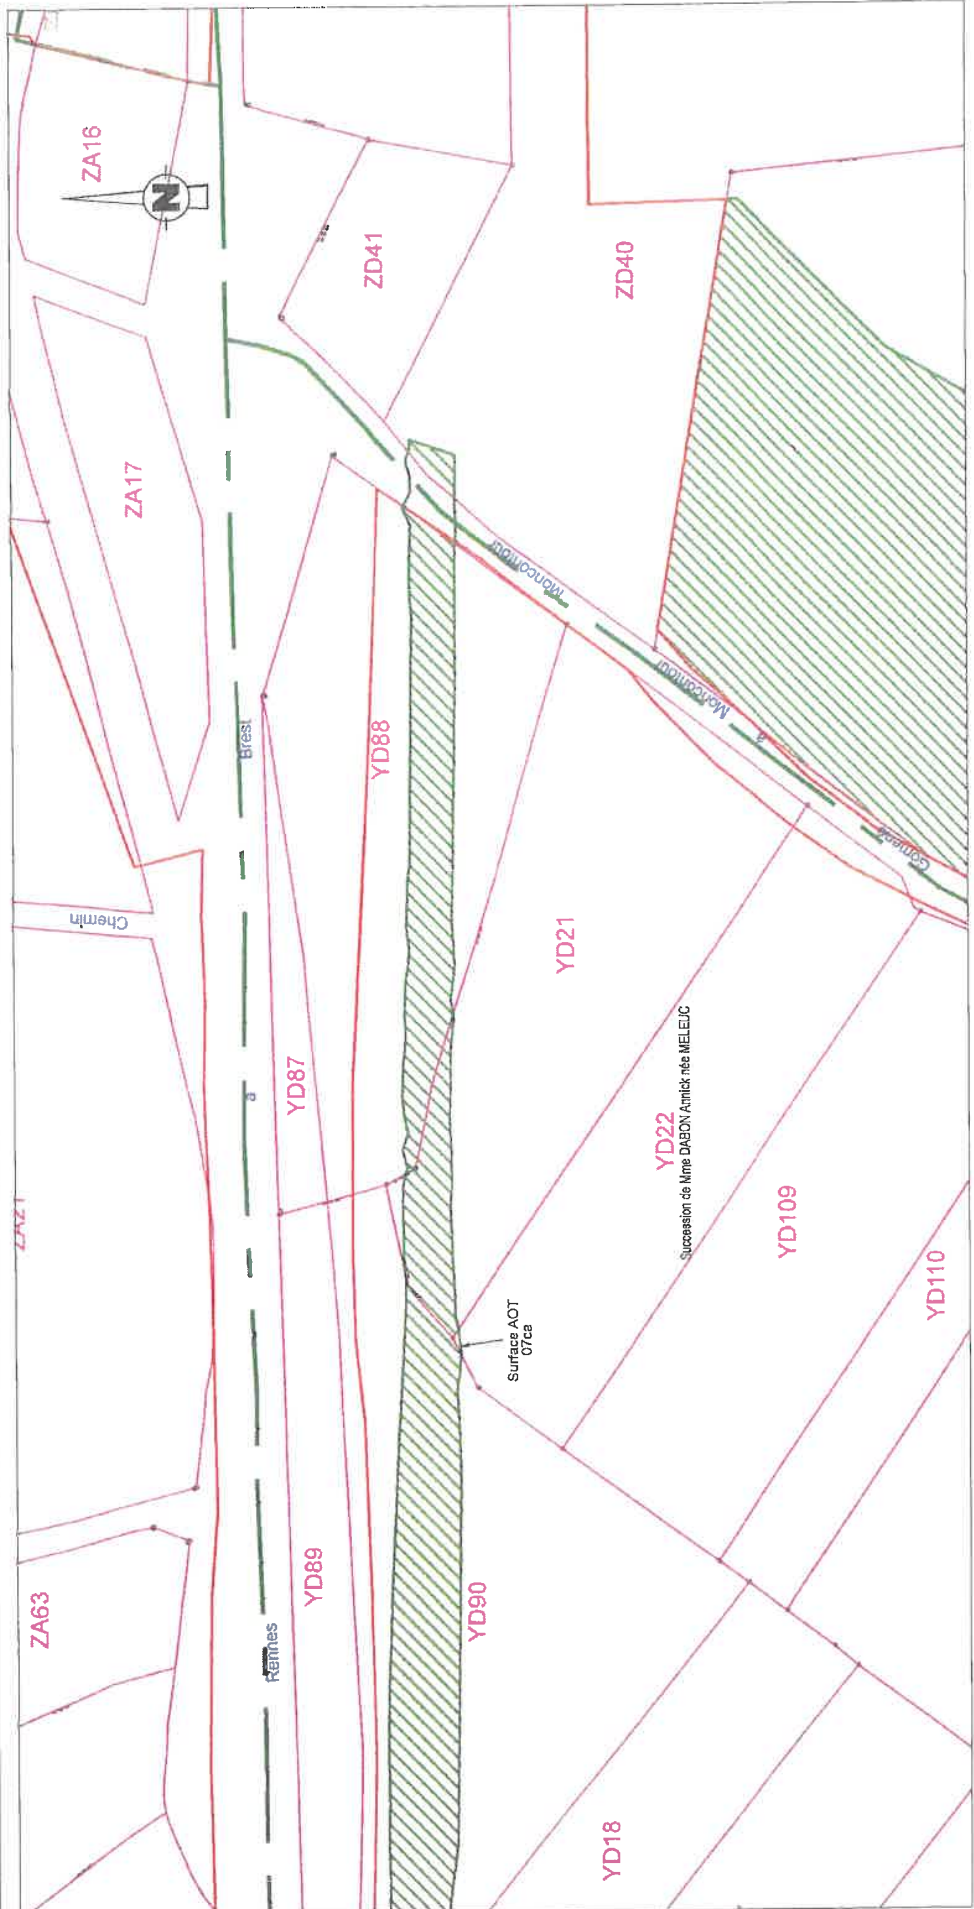 ZA63
ZA17
ZA16
N
Chemin
Rennes
à
Brest
YD89
YD87
YD88
ZD41
ZD40
YD90
Surface AOT
07ca
YD21
Moncontour
Moncontour
à
Gomené
YD22
Succession de Mme DABON Annick née MELEUC
YD18
YD109
YD110